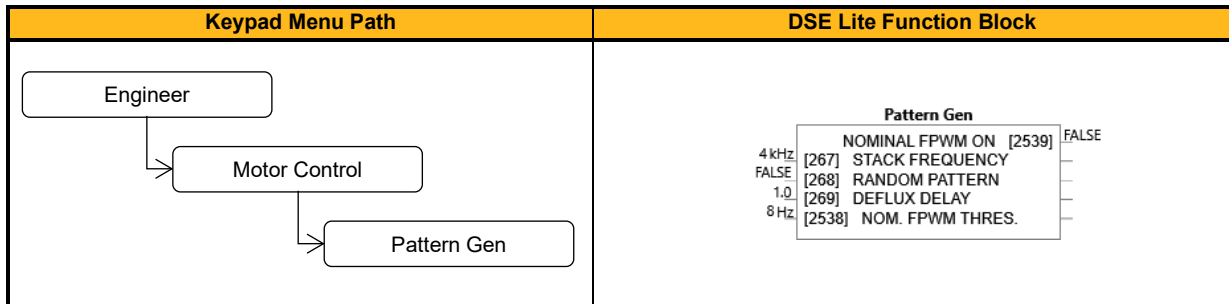 Keypad Menu Path
DSE Lite Function Block
Engineer
Motor Control
Pattern Gen
Pattern Gen
NOMINAL FPWM ON [2539] FALSE
4 kHz [267] STACK FREQUENCY
FALSE [268] RANDOM PATTERN
1.0 [269] DEFLUX DELAY
8 Hz [2538] NOM. FPWM THRES.